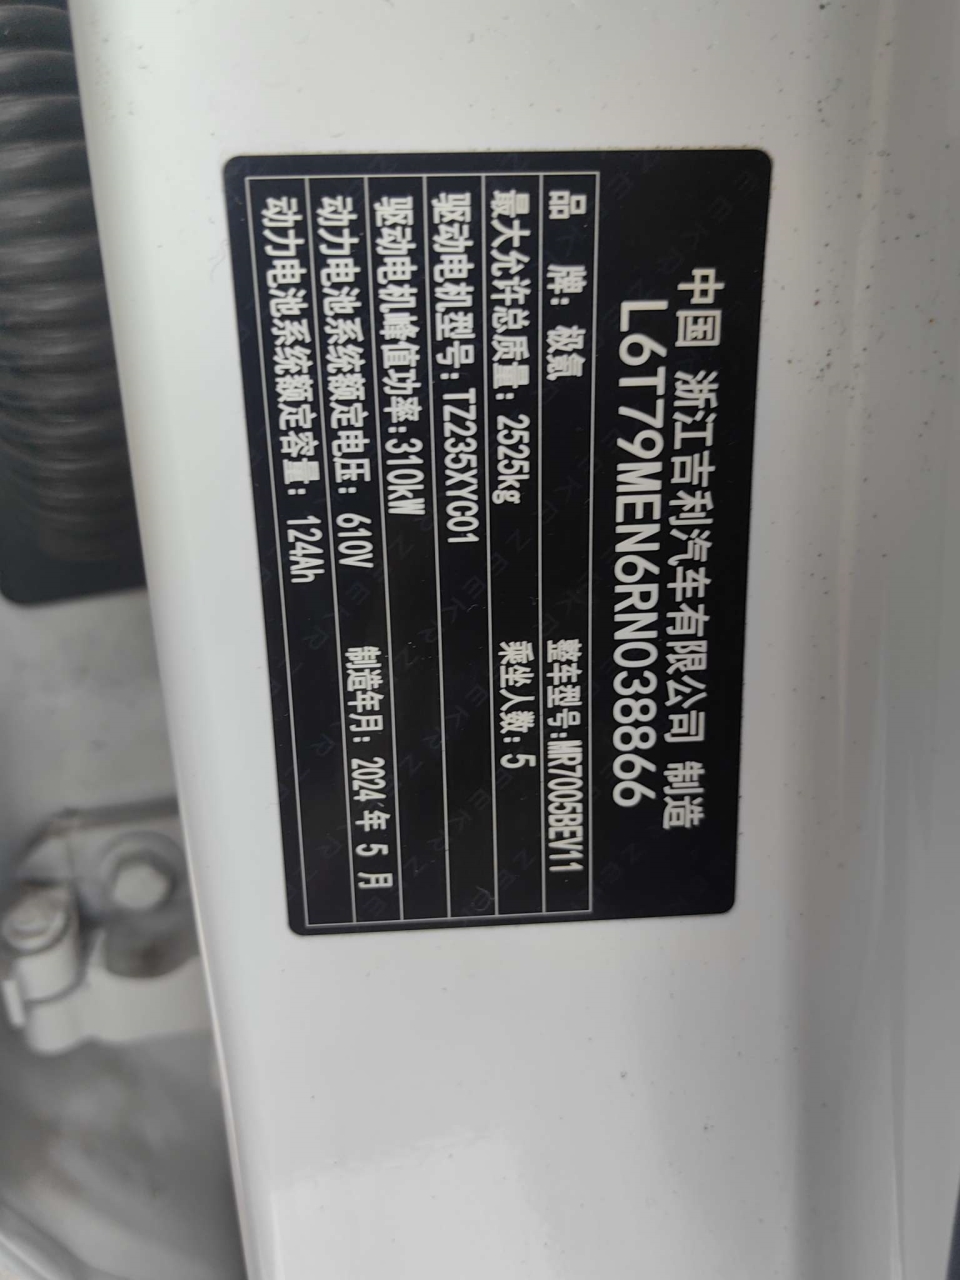 中国 浙江吉利汽车有限公司 制造
L6T79MEN6RN038866
品 牌: 极氪 整车型号:MR7005BEV11
最大允许总质量: 2525kg 乘坐人数: 5
驱动电机型号: TZ235XYC01
驱动电机峰值功率:310kW
动力电池系统额定电压: 610V 制造年月: 2024 年 5 月
动力电池系统额定容量: 124Ah